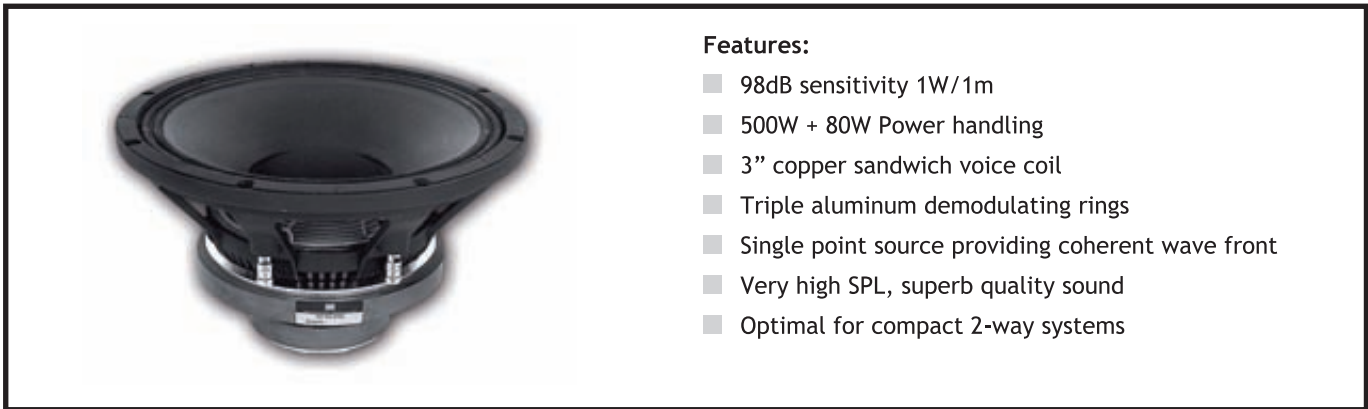 Features:
98dB sensitivity 1W/1m
500W + 80W Power handling
3” copper sandwich voice coil
Triple aluminum demodulating rings
Single point source providing coherent wave front
Very high SPL, superb quality sound
Optimal for compact 2-way systems